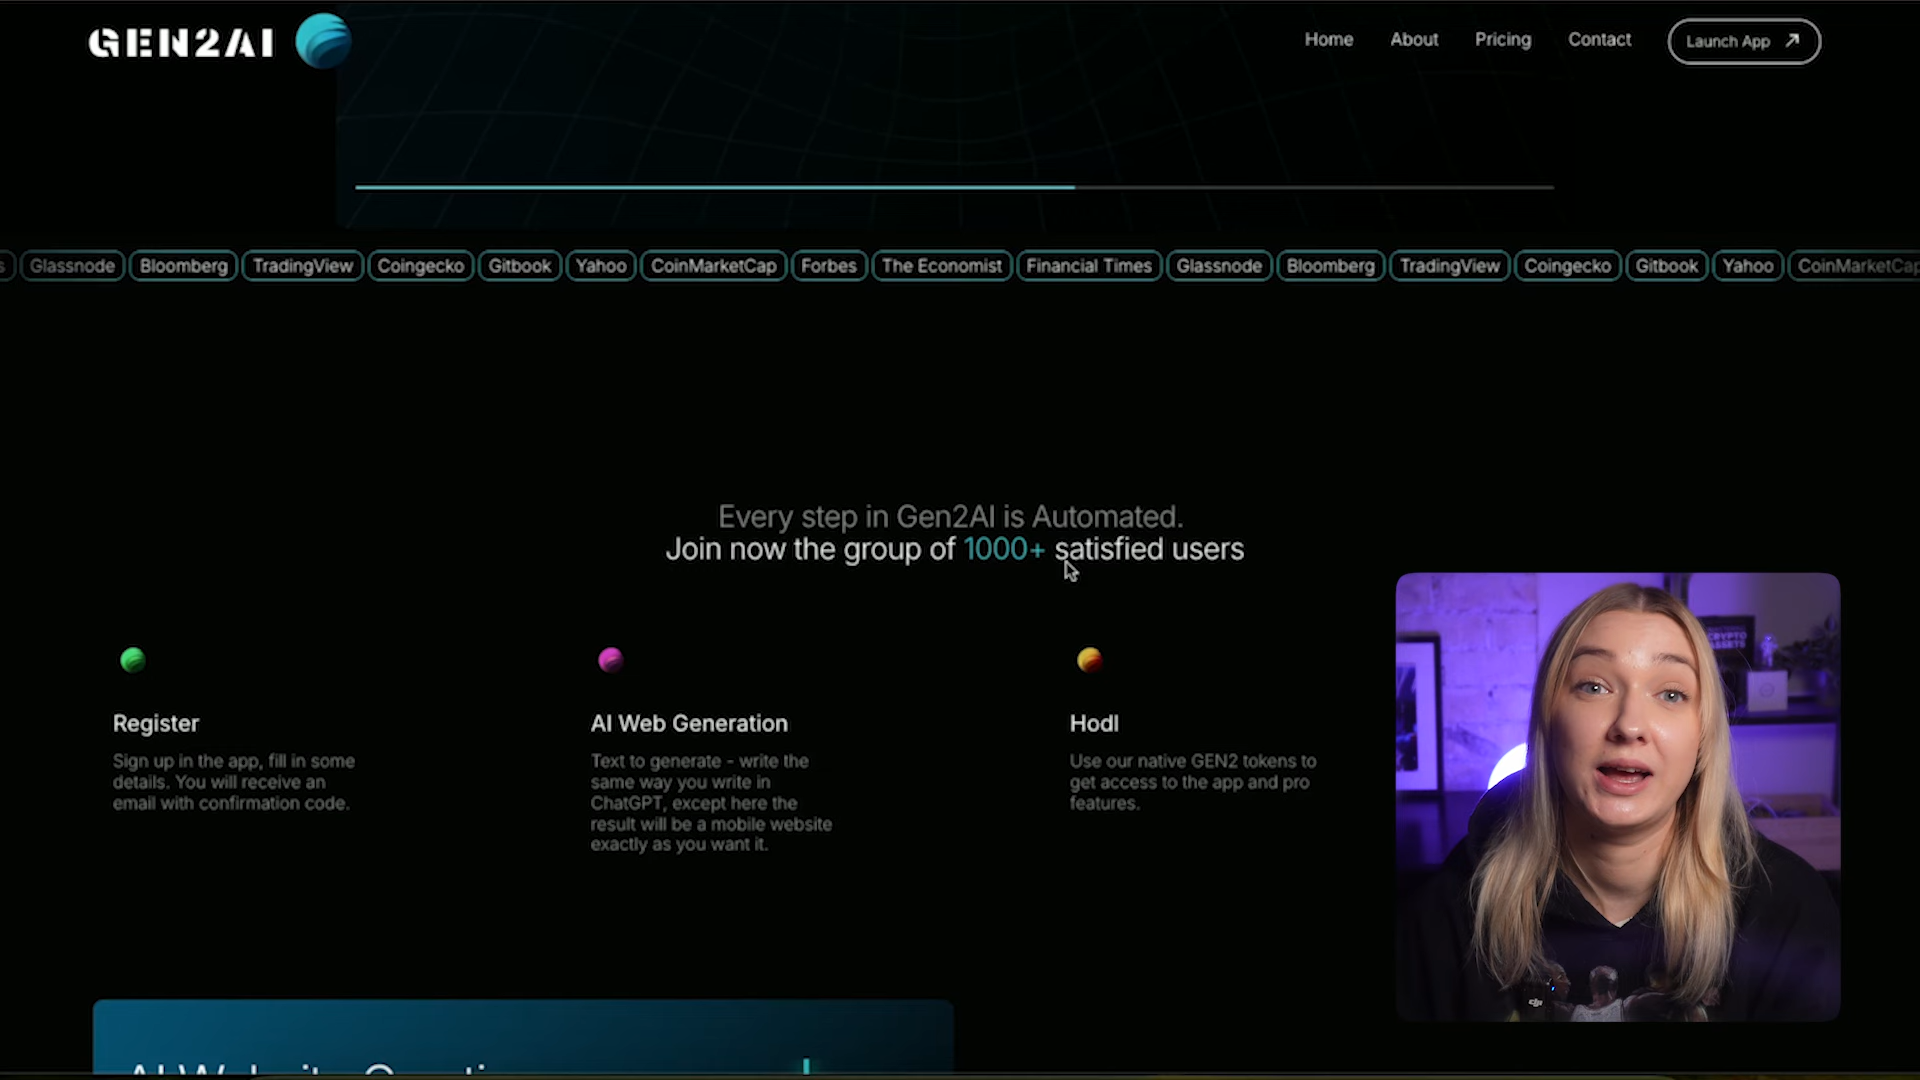 GEN2AI
Home
About
Pricing
Contact
Launch App
s
Glassnode
Bloomberg
TradingView
Coingecko
Gitbook
Yahoo
CoinMarketCap
Forbes
The Economist
Financial Times
Glassnode
Bloomberg
TradingView
Coingecko
Gitbook
Yahoo
CoinMarketCap
Every step in Gen2AI is Automated.
Join now the group of 1000+ satisfied users
Register
Sign up in the app, fill in some
details. You will receive an
email with confirmation code.
AI Web Generation
Text to generate - write the
same way you write in
ChatGPT, except here the
result will be a mobile website
exactly as you want it.
Hodl
Use our native GEN2 tokens to
get access to the app and pro
features.
CRYPTO
ASSETS
dji